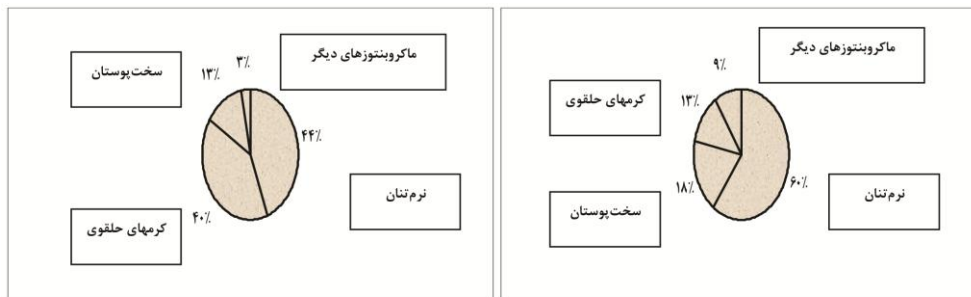 ماکروبنتوزهای دیگر
۹٪
کرمهای حلقوی
۱۳٪
۱۸٪
سخت‌پوستان
۶۰٪
نرم‌تنان
ماکروبنتوزهای دیگر
۳٪
۱۳٪
سخت‌پوستان
۴۴٪
۴۰٪
کرمهای حلقوی
نرم‌تنان